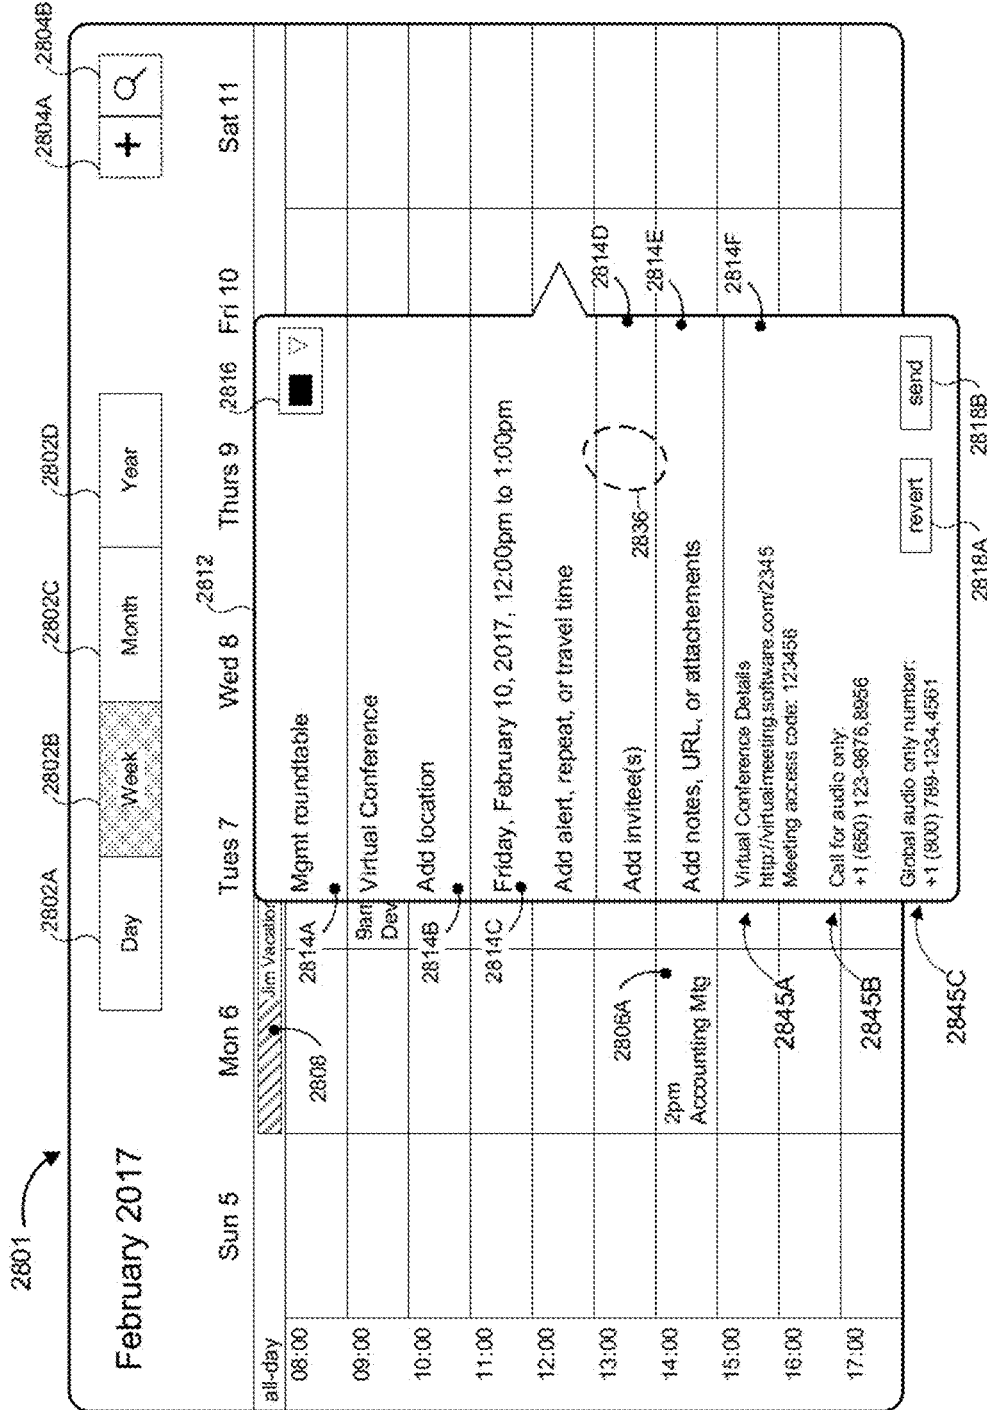 2801
February 2017
2802A
2802B
2802C
2802D
2804A
2804B
Day
Week
Month
Year
+
Sun 5
Mon 6
Tues 7
Wed 8
Thurs 9
Fri 10
Sat 11
2812
2816
all-day
Jim Vacation
2808
08:00
09:00
10:00
11:00
12:00
13:00
14:00
15:00
16:00
17:00
9am
Dev
2806A
2pm
Accounting Mtg
2814A
2814B
2814C
Mgmt roundtable
Virtual Conference
Add location
Friday, February 10, 2017, 12:00pm to 1:00pm
Add alert, repeat, or travel time
Add invitee(s)
2836
Add notes, URL, or attachements
Virtual Conference Details
http://virtualmeeting.software.com/2345
Meeting access code: 123456
Call for audio only:
+1 (650) 123-9876,8956
Global audio only number:
+1 (800) 789-1234,4561
revert
send
2814D
2814E
2814F
2845A
2845B
2845C
2818A
2818B